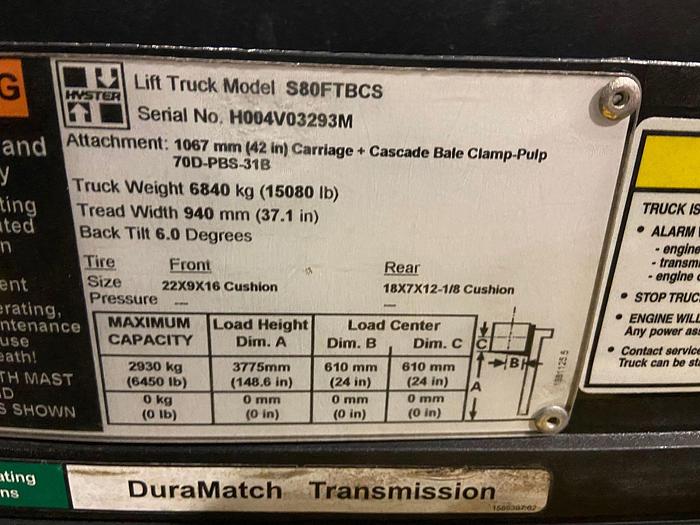 G
and
y
ting
ated
n
ent
erating,
ntenance
use
eath!
TH MAST
D
S SHOWN
HYSTER
Lift Truck Model S80FTBCS
Serial No. H004V03293M
Attachment: 1067 mm (42 in) Carriage + Cascade Bale Clamp-Pulp
70D-PBS-31B
Truck Weight 6840 kg (15080 lb)
Tread Width 940 mm (37.1 in)
Back Tilt 6.0 Degrees
Tire Front Rear
Size 22X9X16 Cushion 18X7X12-1/8 Cushion
Pressure — —
MAXIMUM CAPACITY Load Height Dim. A Load Center Dim. B Dim. C
2930 kg 3775mm 610 mm 610 mm
(6450 lb) (148.6 in) (24 in) (24 in)
0 kg 0 mm 0 mm 0 mm
(0 lb) (0 in) (0 in) (0 in)
C
B
A
TRUCK IS
• ALARM
- engine
- transm
- engine
• STOP TRUC
• ENGINE WILL
Any power ass
• Contact service
Truck can be sta
ating
ns
DuraMatch Transmission